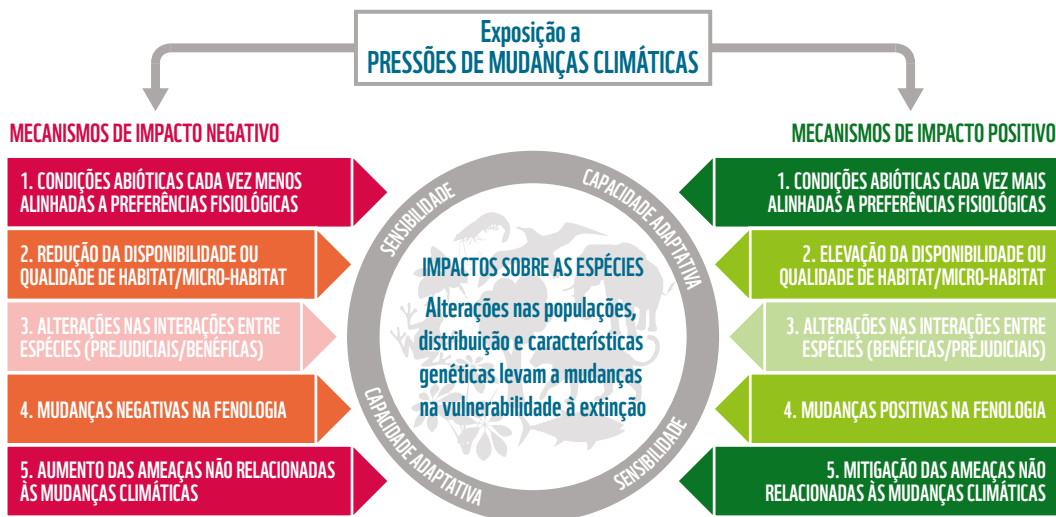 Exposição a
PRESSÕES DE MUDANÇAS CLIMÁTICAS
MECANISMOS DE IMPACTO NEGATIVO
1. CONDIÇÕES ABIÓTICAS CADA VEZ MENOS
ALINHADAS A PREFERÊNCIAS FISIOLÓGICAS
2. REDUÇÃO DA DISPONIBILIDADE OU
QUALIDADE DE HABITAT/MICRO-HABITAT
3. ALTERAÇÕES NAS INTERAÇÕES ENTRE
ESPÉCIES (PREJUDICIAIS/BENÉFICAS)
4. MUDANÇAS NEGATIVAS NA FENOLOGIA
5. AUMENTO DAS AMEAÇAS NÃO RELACIONADAS
ÀS MUDANÇAS CLIMÁTICAS
SENSIBILIDADE
CAPACIDADE ADAPTATIVA
IMPACTOS SOBRE AS ESPÉCIES
Alterações nas populações,
distribuição e características
genéticas levam a mudanças
na vulnerabilidade à extinção
CAPACIDADE ADAPTATIVA
SENSIBILIDADE
MECANISMOS DE IMPACTO POSITIVO
1. CONDIÇÕES ABIÓTICAS CADA VEZ MAIS
ALINHADAS A PREFERÊNCIAS FISIOLÓGICAS
2. ELEVAÇÃO DA DISPONIBILIDADE OU
QUALIDADE DE HABITAT/MICRO-HABITAT
3. ALTERAÇÕES NAS INTERAÇÕES ENTRE
ESPÉCIES (BENÉFICAS/PREJUDICIAIS)
4. MUDANÇAS POSITIVAS NA FENOLOGIA
5. MITIGAÇÃO DAS AMEAÇAS NÃO
RELACIONADAS ÀS MUDANÇAS CLIMÁTICAS